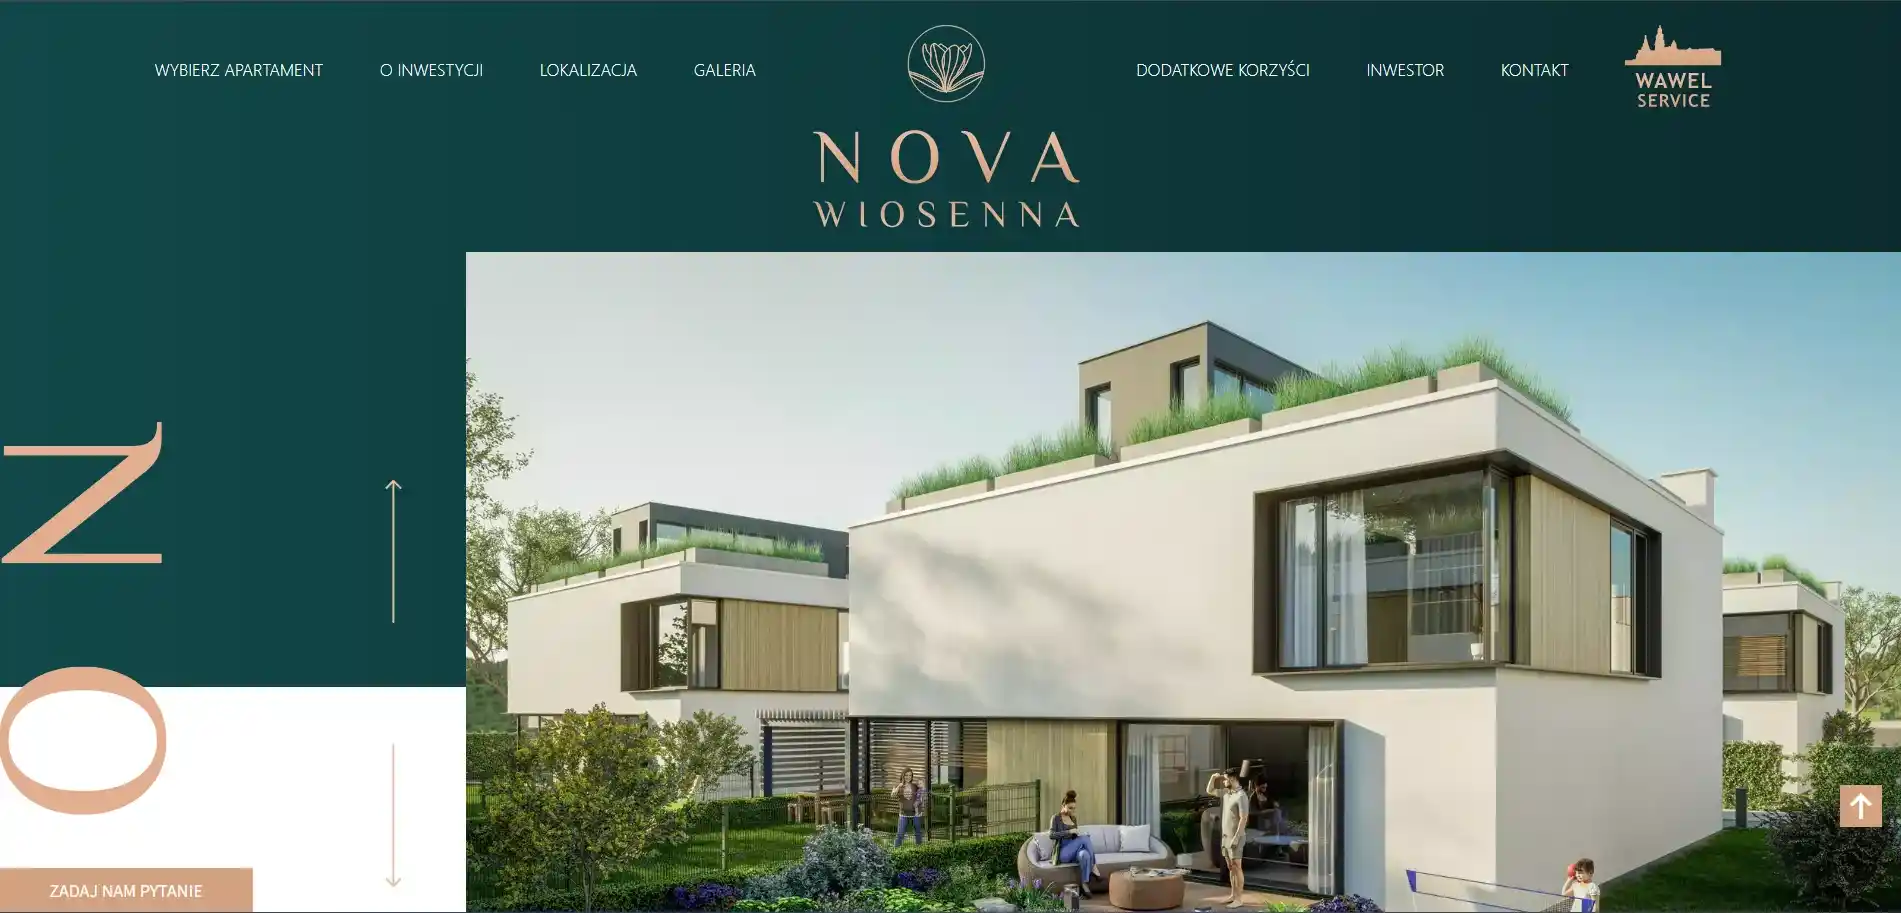 WYBIERZ APARTAMENT
O INWESTYCJI
LOKALIZACJA
GALERIA
DODATKOWE KORZYŚCI
INWESTOR
KONTAKT
WAWEL
SERVICE
NOVA
WIOSENNA
N
O
ZADAJ NAM PYTANIE